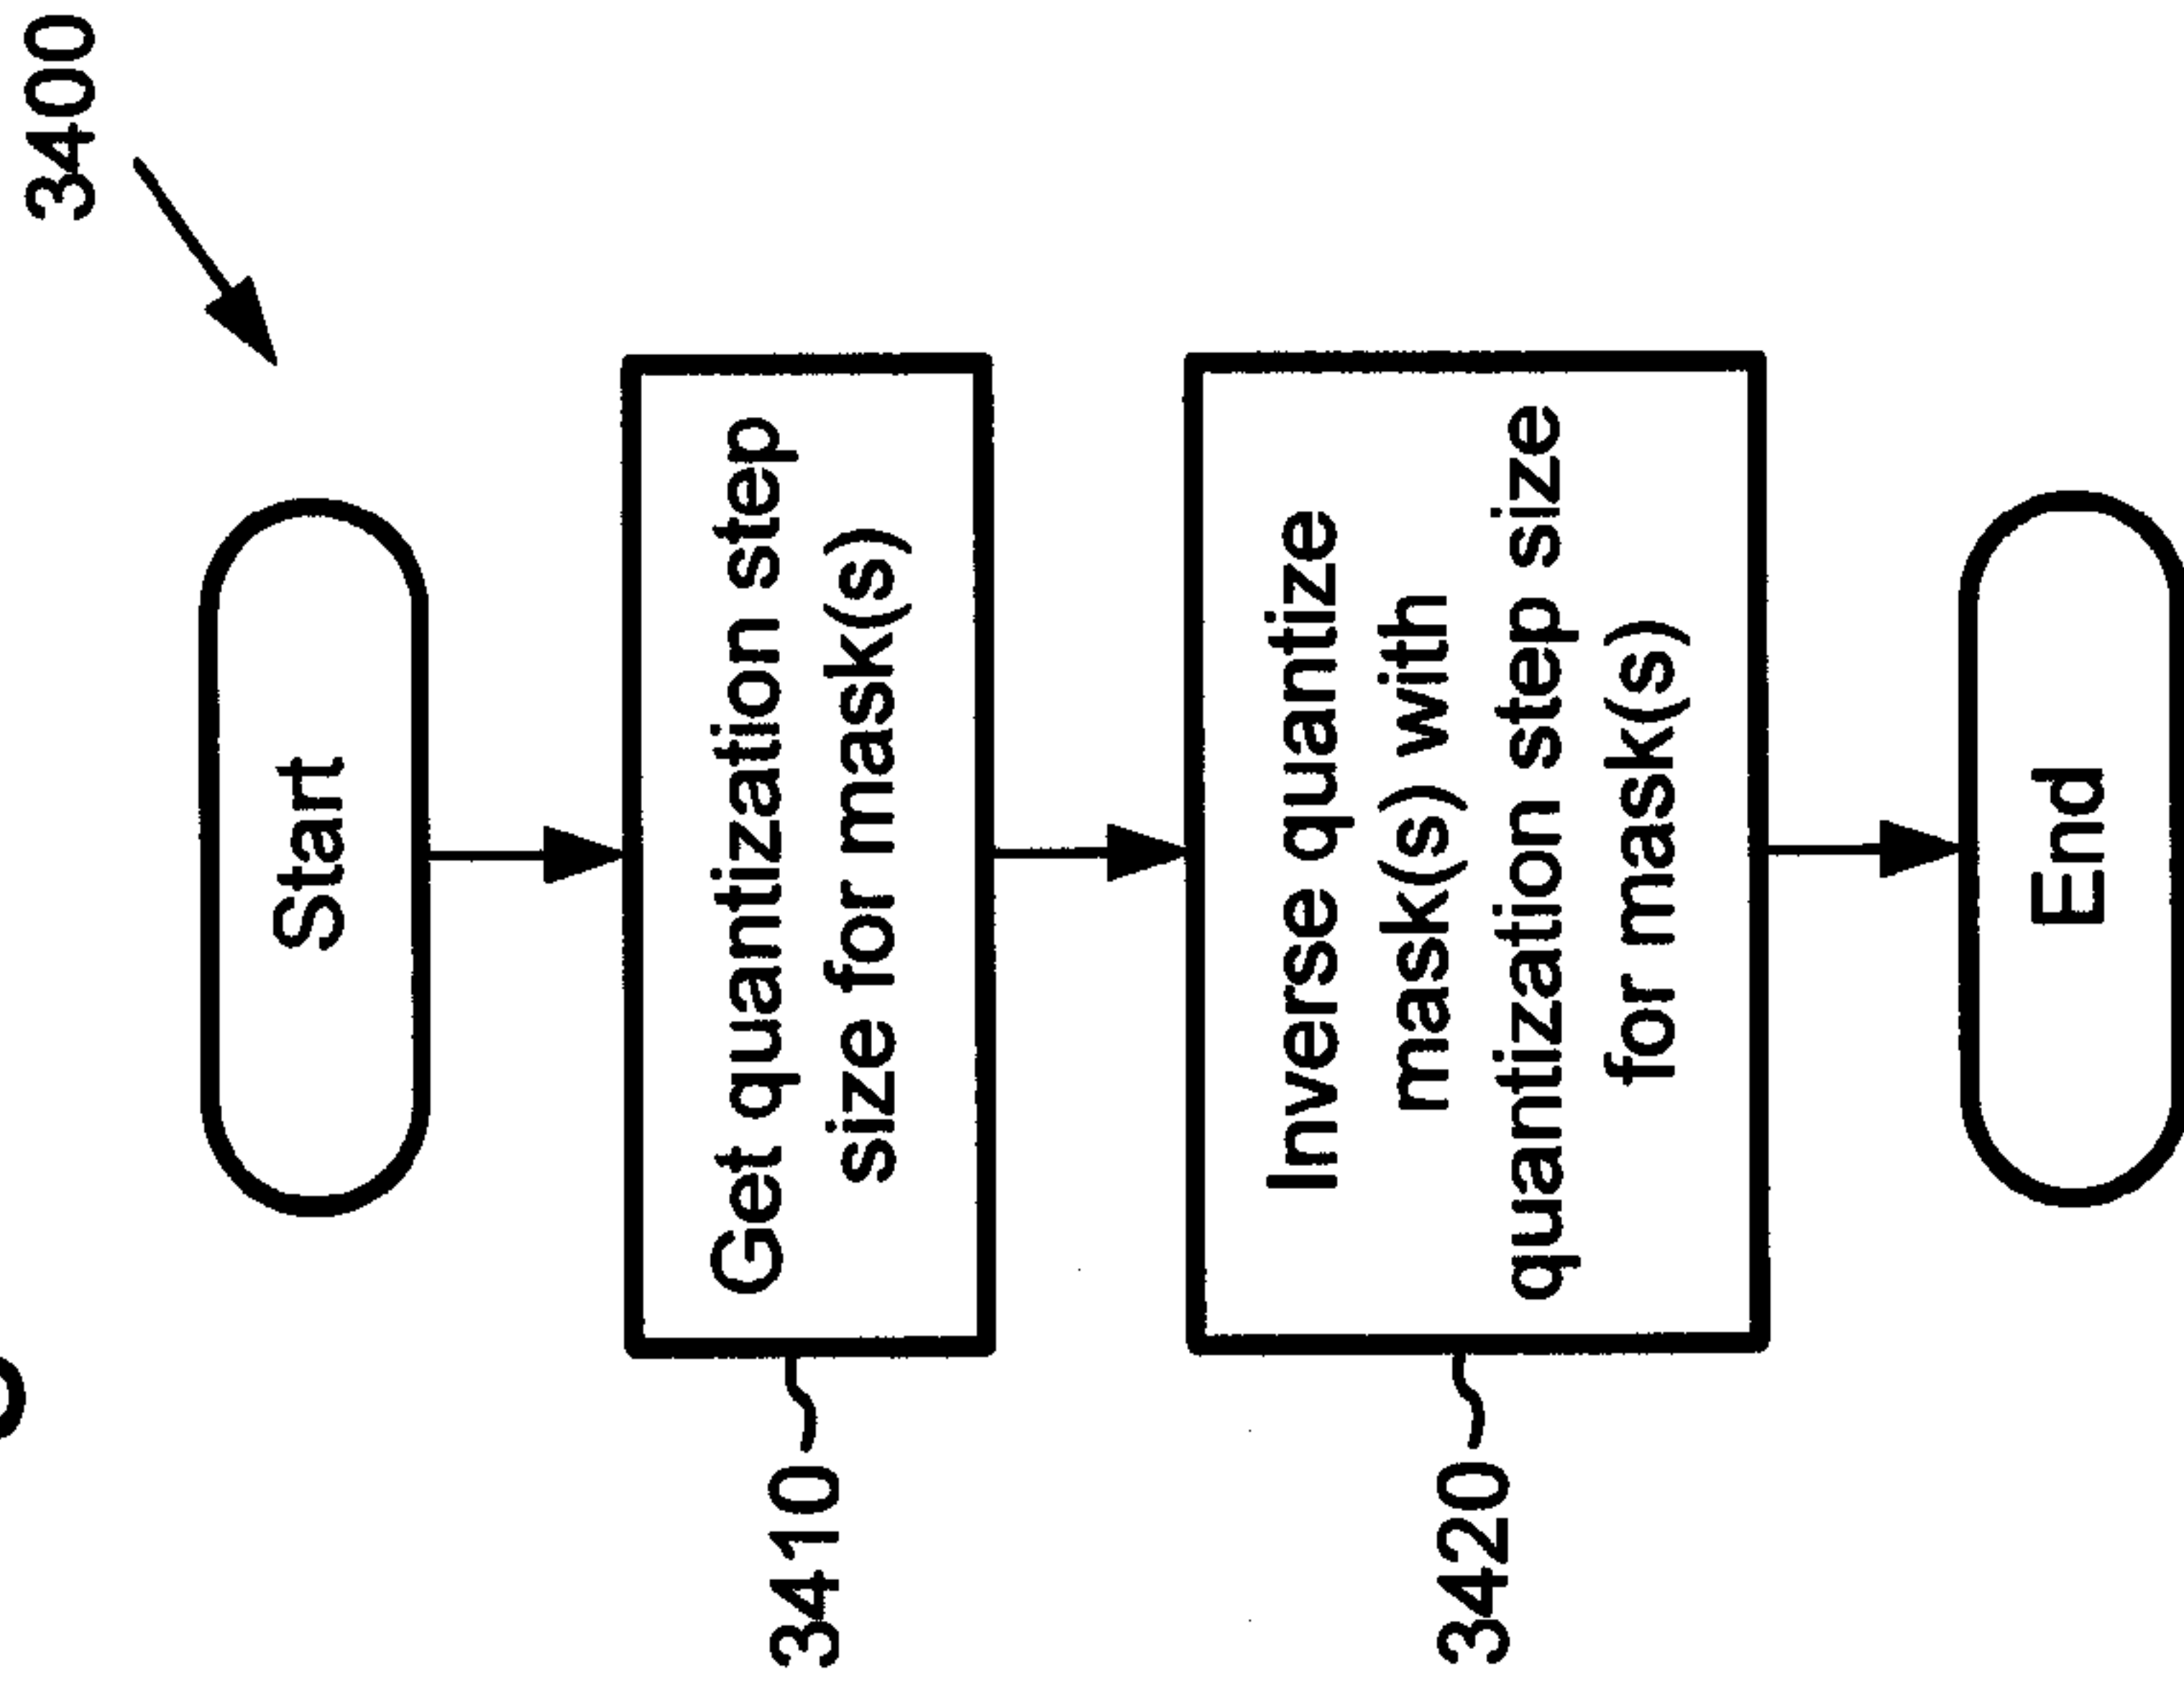 3400
Start
Get quantization step
size for mask(s)
3410
Inverse quantize
mask(s) with
quantization step size
for mask(s)
3420
End